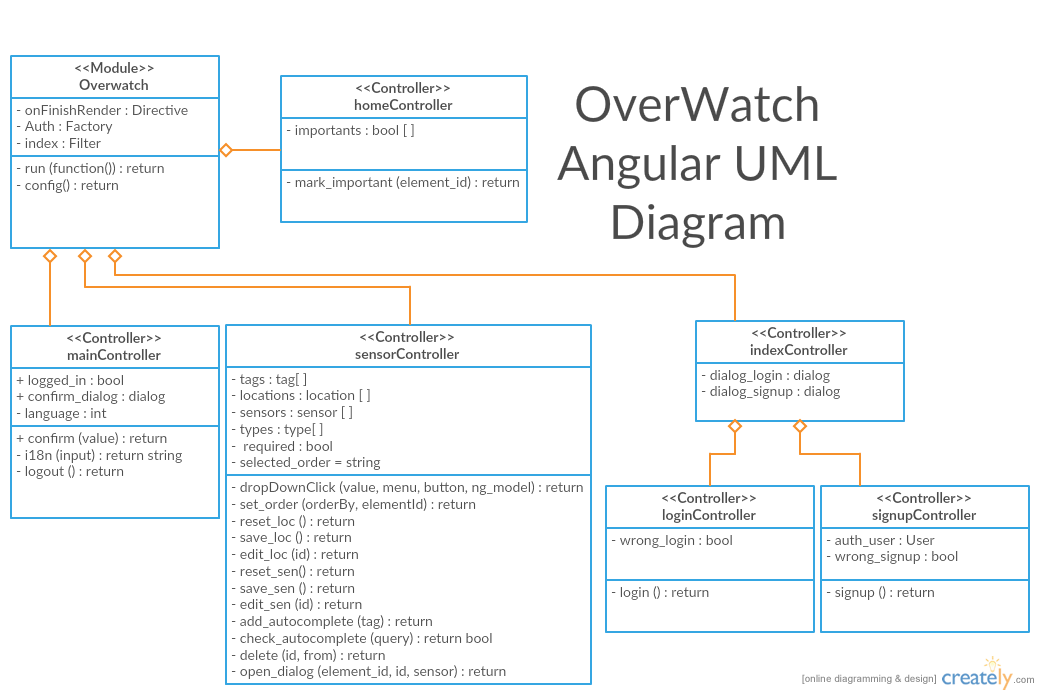 <<Module>>
Overwatch
- onFinishRender : Directive
- Auth : Factory
- index : Filter
- run (function()) : return
- config() : return
<<Controller>>
homeController
- importants : bool [ ]
- mark_important (element_id) : return
OverWatch
Angular UML
Diagram
<<Controller>>
mainController
+ logged_in : bool
+ confirm_dialog : dialog
- language : int
+ confirm (value) : return
- i18n (input) : return string
- logout () : return
<<Controller>>
sensorController
- tags : tag[ ]
- locations : location [ ]
- sensors : sensor [ ]
- types : type[ ]
-  required : bool
- selected_order = string
- dropDownClick (value, menu, button, ng_model) : return
- set_order (orderBy, elementId) : return
- reset_loc () : return
- save_loc () : return
- edit_loc (id) : return
- reset_sen() : return
- save_sen () : return
- edit_sen (id) : return
- add_autocomplete (tag) : return
- check_autocomplete (query) : return bool
- delete (id, from) : return
- open_dialog (element_id, id, sensor) : return
<<Controller>>
indexController
- dialog_login : dialog
- dialog_signup : dialog
<<Controller>>
loginController
- wrong_login : bool
- login () : return
<<Controller>>
signupController
- auth_user : User
- wrong_signup : bool
- signup () : return
[online diagramming & design] creately.com